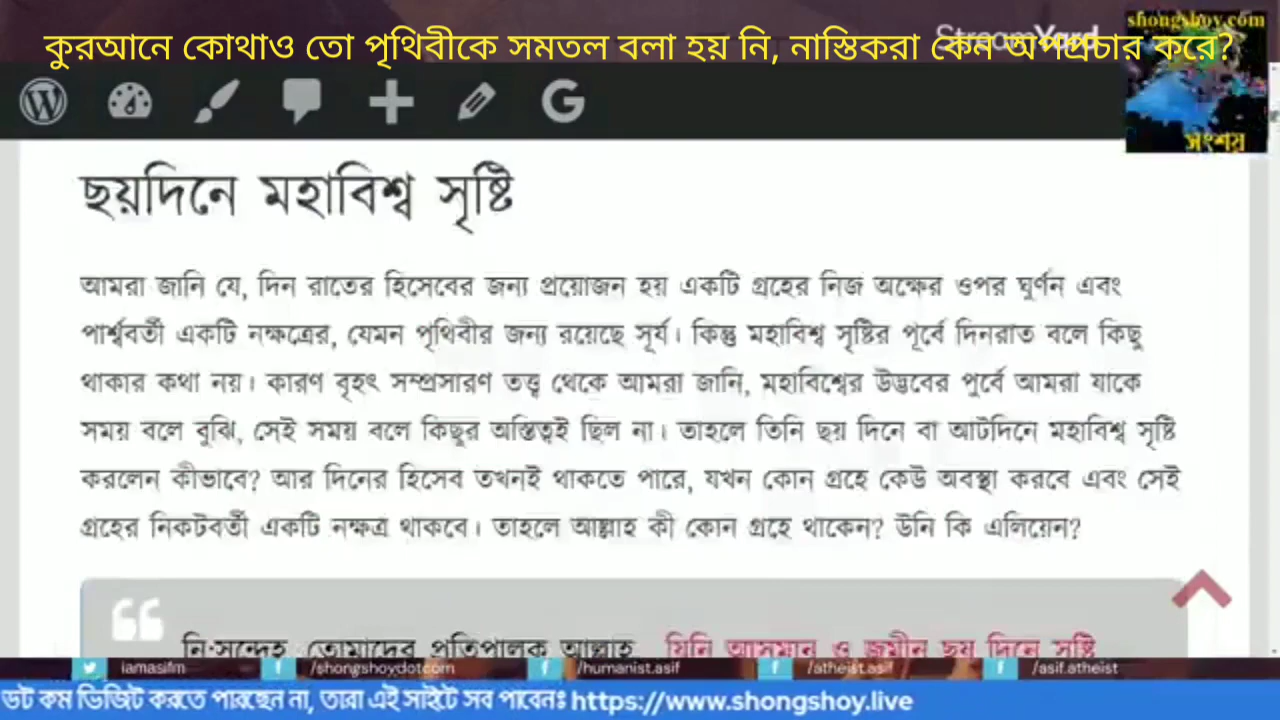 shongshoy.com
StreamYard
কুরআনে কোথাও তো পৃথিবীকে সমতল বলা হয় নি, নাস্তিকরা কেন অপপ্রচার করে?
সংশয়
ছয়দিনে মহাবিশ্ব সৃষ্টি
আমরা জানি যে, দিন রাতের হিসেবের জন্য প্রয়োজন হয় একটি গ্রহের নিজ অক্ষের ওপর ঘুর্ণন এবং
পার্শ্ববর্তী একটি নক্ষত্রের, যেমন পৃথিবীর জন্য রয়েছে সূর্য। কিন্তু মহাবিশ্ব সৃষ্টির পূর্বে দিনরাত বলে কিছু
থাকার কথা নয়। কারণ বৃহৎ সম্প্রসারণ তত্ত্ব থেকে আমরা জানি, মহাবিশ্বের উদ্ভবের পুর্বে আমরা যাকে
সময় বলে বুঝি, সেই সময় বলে কিছুর অস্তিত্বই ছিল না। তাহলে তিনি ছয় দিনে বা আটদিনে মহাবিশ্ব সৃষ্টি
করলেন কীভাবে? আর দিনের হিসেব তখনই থাকতে পারে, যখন কোন গ্রহে কেউ অবস্থা করবে এবং সেই
গ্রহের নিকটবর্তী একটি নক্ষত্র থাকবে। তাহলে আল্লাহ কী কোন গ্রহে থাকেন? উনি কি এলিয়েন?
নি:সন্দেহ তোমাদের প্রতিপালক আল্লাহ যিনি আসমান ও জমীন ছয় দিনে সৃষ্টি
iamasifm /shongshoydotcom /humanist.asif /atheist.asif /asif.atheist
ডট কম ভিজিট করতে পারছেন না, তারা এই সাইটে সব পাবেনঃ https://www.shongshoy.live